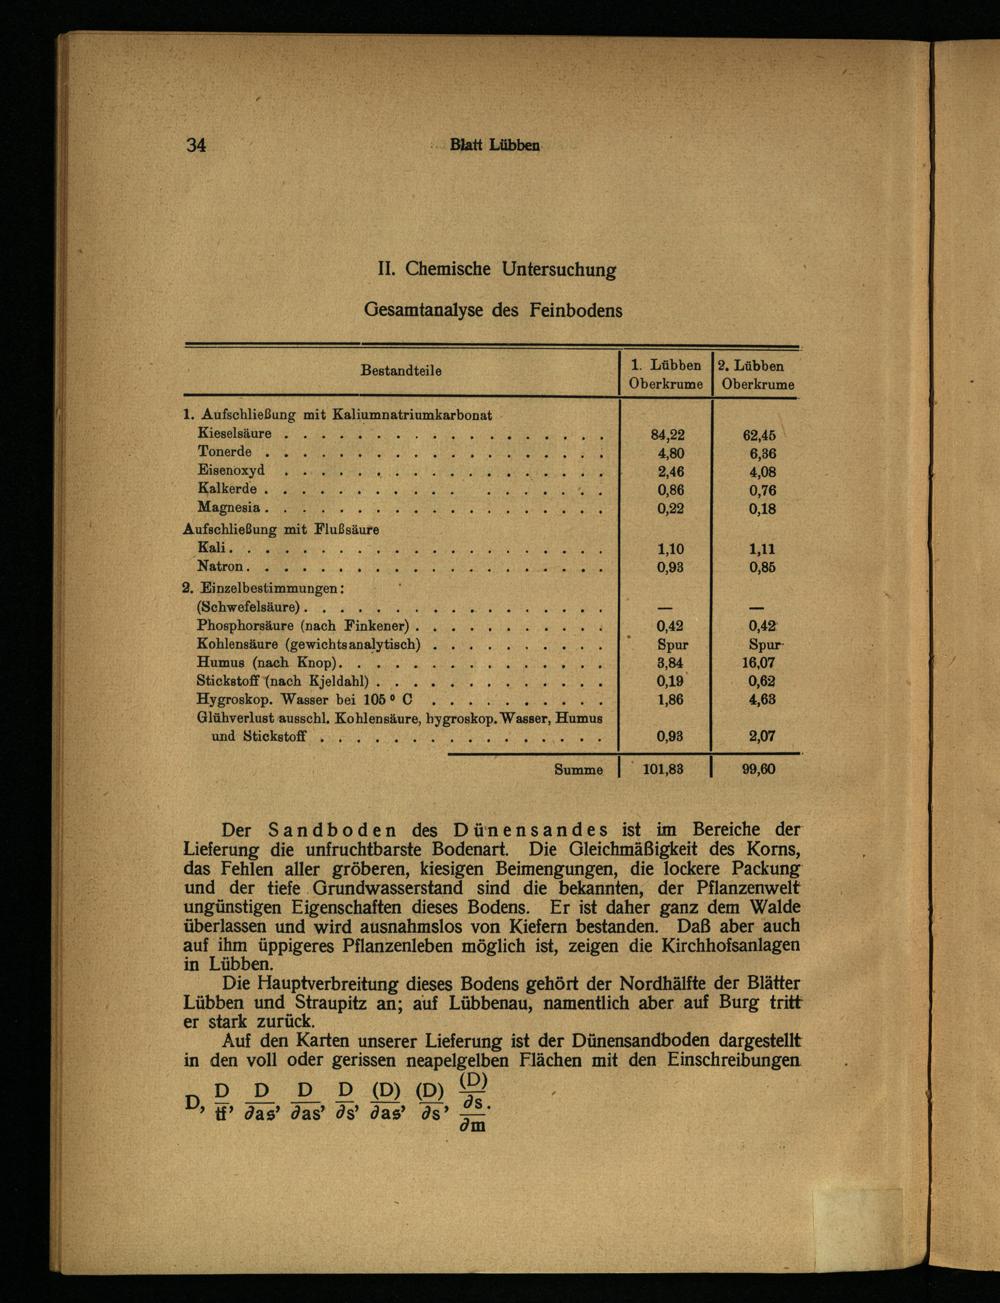 34
Blatt Lübben
II. Chemische Untersuchung
Gesamtanalyse des Feinbodens
Bestandteile | 1. Lübben Oberkrume | 2. Lübben Oberkrume
1. Aufschließung mit Kaliumnatriumkarbonat
Kieselsäure . . . . . . . . . . . . . . . . . . 84,22 62,45
Tonerde . . . . . . . . . . . . . . . . . . . 4,80 6,36
Eisenoxyd . . . . . . . . . . . . . . . . . . 2,46 4,08
Kalkerde . . . . . . . . . . . . . . . . . . 0,86 0,76
Magnesia . . . . . . . . . . . . . . . . . . . 0,22 0,18
Aufschließung mit Flußsäure
Kali . . . . . . . . . . . . . . . . . . . . . 1,10 1,11
Natron . . . . . . . . . . . . . . . . . . . . 0,93 0,85
2. Einzelbestimmungen:
(Schwefelsäure) . . . . . . . . . . . . . . . . . — —
Phosphorsäure (nach Finkener) . . . . . . . . . . . 0,42 0,42
Kohlensäure (gewichtsanalytisch) . . . . . . . . . . Spur Spur
Humus (nach Knop) . . . . . . . . . . . . . . . 3,84 16,07
Stickstoff (nach Kjeldahl) . . . . . . . . . . . . . 0,19 0,62
Hygroskop. Wasser bei 105° C . . . . . . . . . . 1,86 4,63
Glühverlust ausschl. Kohlensäure, hygroskop. Wasser, Humus
und Stickstoff . . . . . . . . . . . . . . . . 0,93 2,07
Summe | 101,83 | 99,60
Der Sandboden des Dünensandes ist im Bereiche der
Lieferung die unfruchtbarste Bodenart. Die Gleichmäßigkeit des Korns,
das Fehlen aller gröberen, kiesigen Beimengungen, die lockere Packung
und der tiefe Grundwasserstand sind die bekannten, der Pflanzenwelt
ungünstigen Eigenschaften dieses Bodens. Er ist daher ganz dem Walde
überlassen und wird ausnahmslos von Kiefern bestanden. Daß aber auch
auf ihm üppigeres Pflanzenleben möglich ist, zeigen die Kirchhofsanlagen
in Lübben.
Die Hauptverbreitung dieses Bodens gehört der Nordhälfte der Blätter
Lübben und Straupitz an; auf Lübbenau, namentlich aber auf Burg tritt
er stark zurück.
Auf den Karten unserer Lieferung ist der Dünensandboden dargestellt
in den voll oder gerissen neapelgelben Flächen mit den Einschreibungen
D, D/tf, D/∂as, D/∂as, D/∂s, (D)/∂as, (D)/∂s, (D)/∂s/∂m.